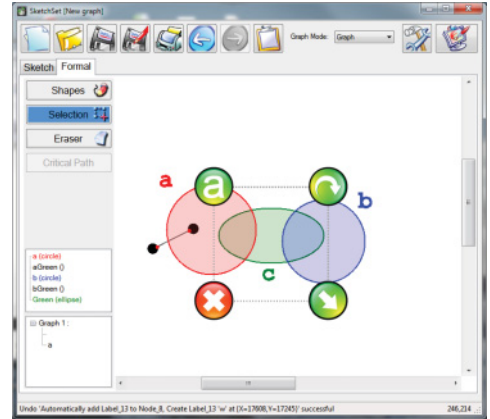 SketchSet [New graph]
Graph Mode: Graph
Sketch Formal
Shapes
Selection
Eraser
Critical Path
a
a
b
c
a (circle)
aGreen ()
b (circle)
bGreen ()
Green (ellipse)
Graph 1 :
a
Undo 'Automatically add Label_13 to Node_8, Create Label_13 'w' at [X=17608,Y=17245]' successful
246,214